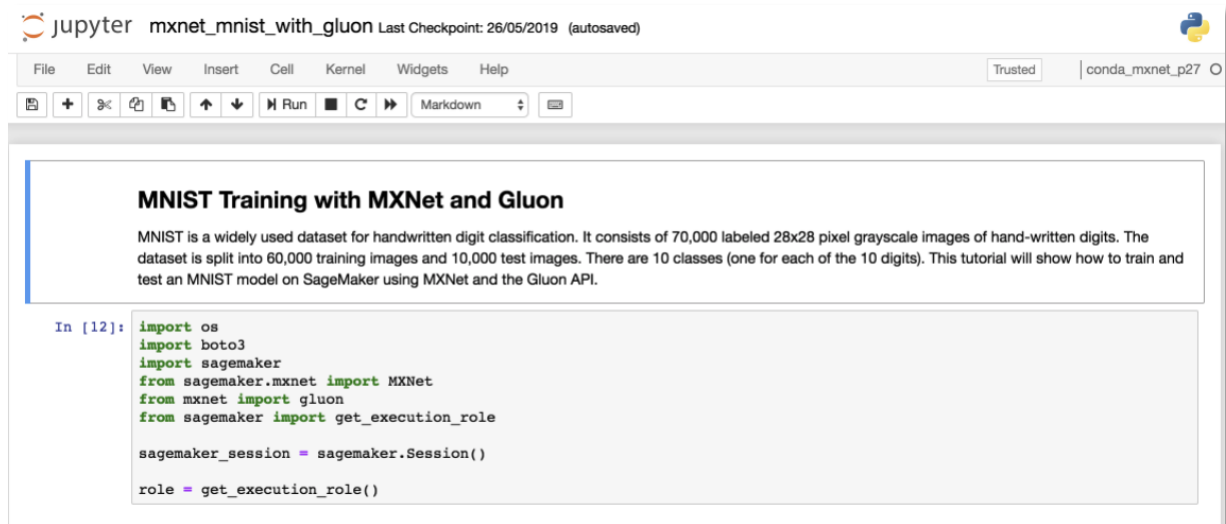 jupyter mxnet_mnist_with_gluon Last Checkpoint: 26/05/2019 (autosaved)
File Edit View Insert Cell Kernel Widgets Help Trusted conda_mxnet_p27
Run Markdown
MNIST Training with MXNet and Gluon
MNIST is a widely used dataset for handwritten digit classification. It consists of 70,000 labeled 28x28 pixel grayscale images of hand-written digits. The
dataset is split into 60,000 training images and 10,000 test images. There are 10 classes (one for each of the 10 digits). This tutorial will show how to train and
test an MNIST model on SageMaker using MXNet and the Gluon API.
In [12]: import os
import boto3
import sagemaker
from sagemaker.mxnet import MXNet
from mxnet import gluon
from sagemaker import get_execution_role
sagemaker_session = sagemaker.Session()
role = get_execution_role()